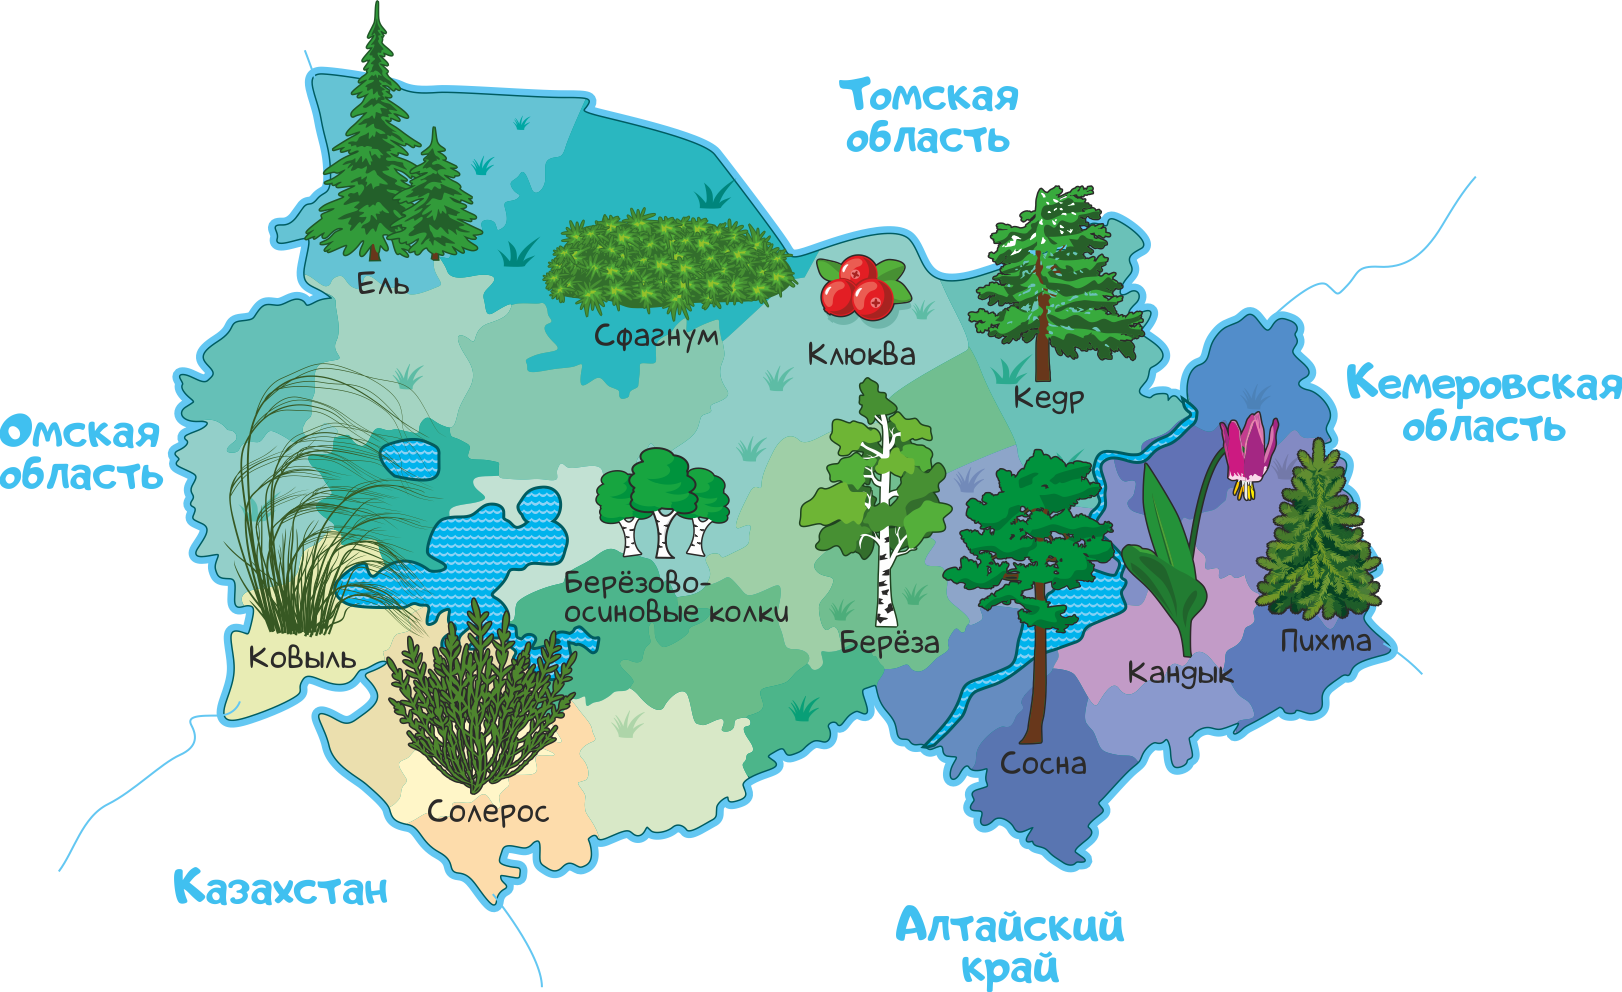 Томская
область
Ель
Сфагнум
Клюква
Кедр
Кемеровская
область
Омская
область
Берёзово-
осиновые колки
Берёза
Пихта
Ковыль
Кандык
Сосна
Солерос
Казахстан
Алтайский
край